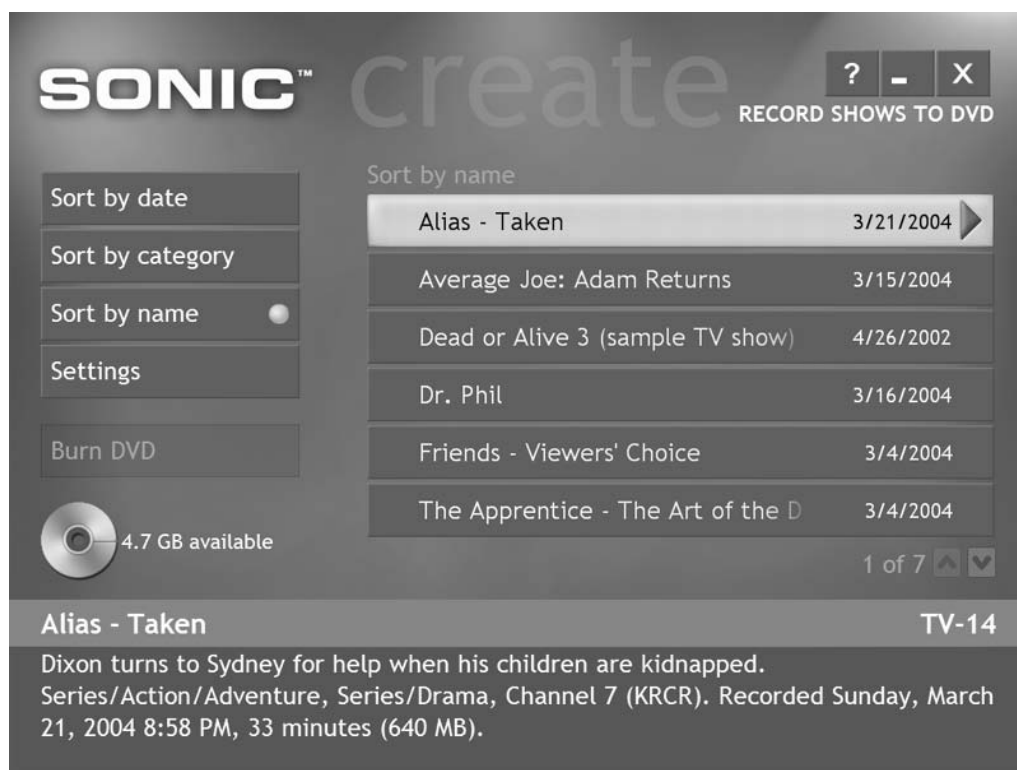 SONIC™ create
? - X
RECORD SHOWS TO DVD
Sort by date
Sort by category
Sort by name
Settings
Burn DVD
4.7 GB available
Sort by name
Alias - Taken 3/21/2004
Average Joe: Adam Returns 3/15/2004
Dead or Alive 3 (sample TV show) 4/26/2002
Dr. Phil 3/16/2004
Friends - Viewers' Choice 3/4/2004
The Apprentice - The Art of the D 3/4/2004
1 of 7
Alias - Taken TV-14
Dixon turns to Sydney for help when his children are kidnapped.
Series/Action/Adventure, Series/Drama, Channel 7 (KRCR). Recorded Sunday, March
21, 2004 8:58 PM, 33 minutes (640 MB).